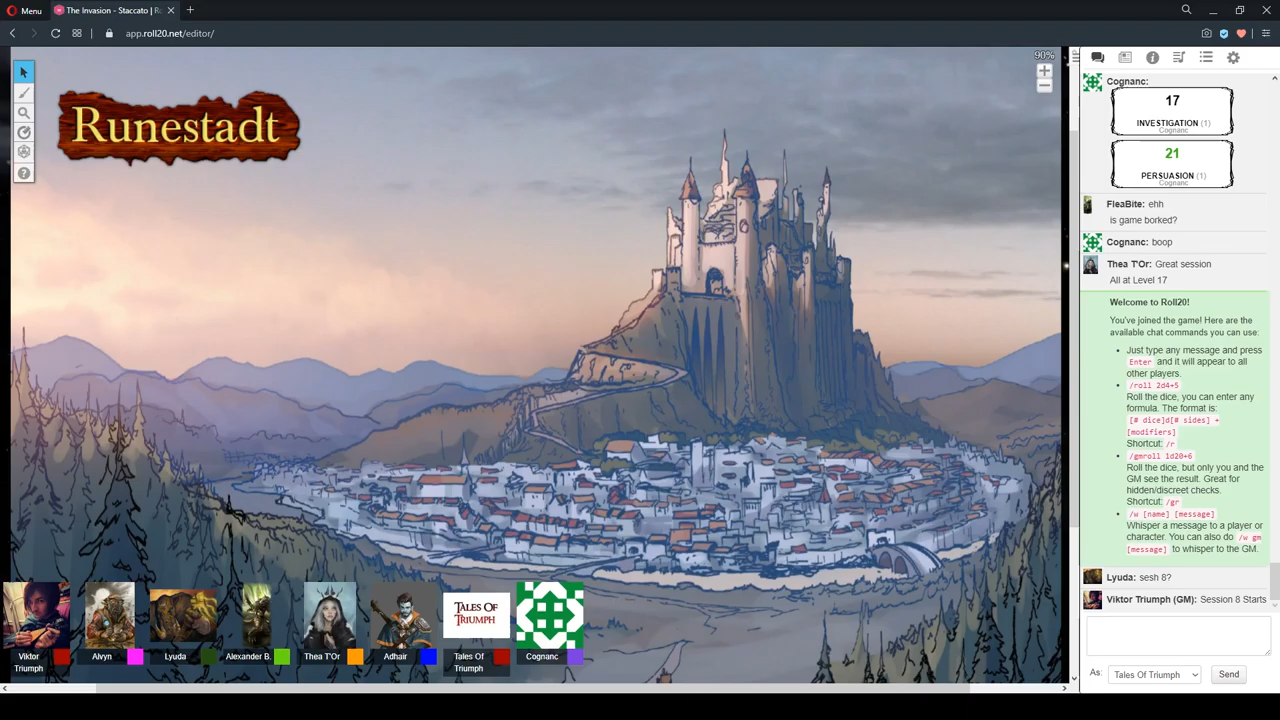 Menu
The Invasion - Staccato | Ro
app.roll20.net/editor/
90%
Runestadt
Cognanc:
17
INVESTIGATION (1)
Cognanc
21
PERSUASION (1)
Cognanc
FleaBite: ehh
is game borked?
Cognanc: boop
Thea T'Or: Great session
All at Level 17
Welcome to Roll20!
You've joined the game! Here are the
available chat commands you can use:
• Just type any message and press
Enter and it will appear to all
other players.
• /roll 2d4+5
Roll the dice, you can enter any
formula. The format is:
[# dice]d[# sides] +
[modifiers]
Shortcut: /r
• /gmroll 1d20+6
Roll the dice, but only you and the
GM see the result. Great for
hidden/discreet checks.
Shortcut: /gr
• /w [name] [message]
Whisper a message to a player or
character. You can also do /w gm
[message] to whisper to the GM.
Lyuda: sesh 8?
Viktor Triumph (GM): Session 8 Starts
As: Tales Of Triumph Send
TALES OF
TRIUMPH
Viktor
Triumph
Alvyn
Lyuda
Alexander B.
Thea T'Or
Adhair
Tales Of
Triumph
Cognanc